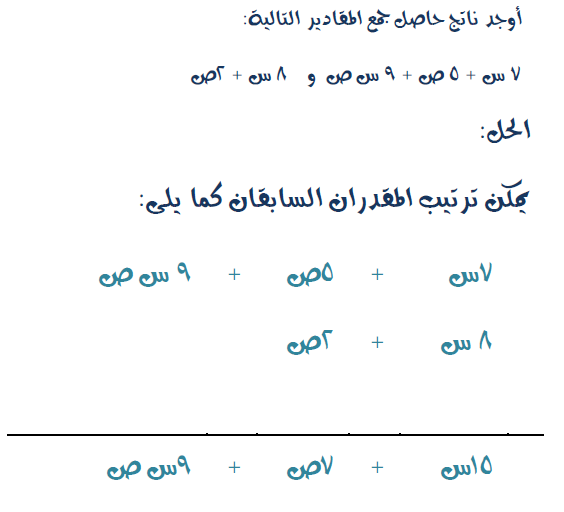 أوجد ناتج حاصل جمع المقادير التالية:
٧ س + ٥ ص + ٩ س ص و ٨ س + ٢ص
الحل:
يمكن ترتيب المقدران السابقان كما يلي:
٧س + ٥ص + ٩ س ص
٨ س + ٢ص
١٥س + ٧ص + ٩س ص